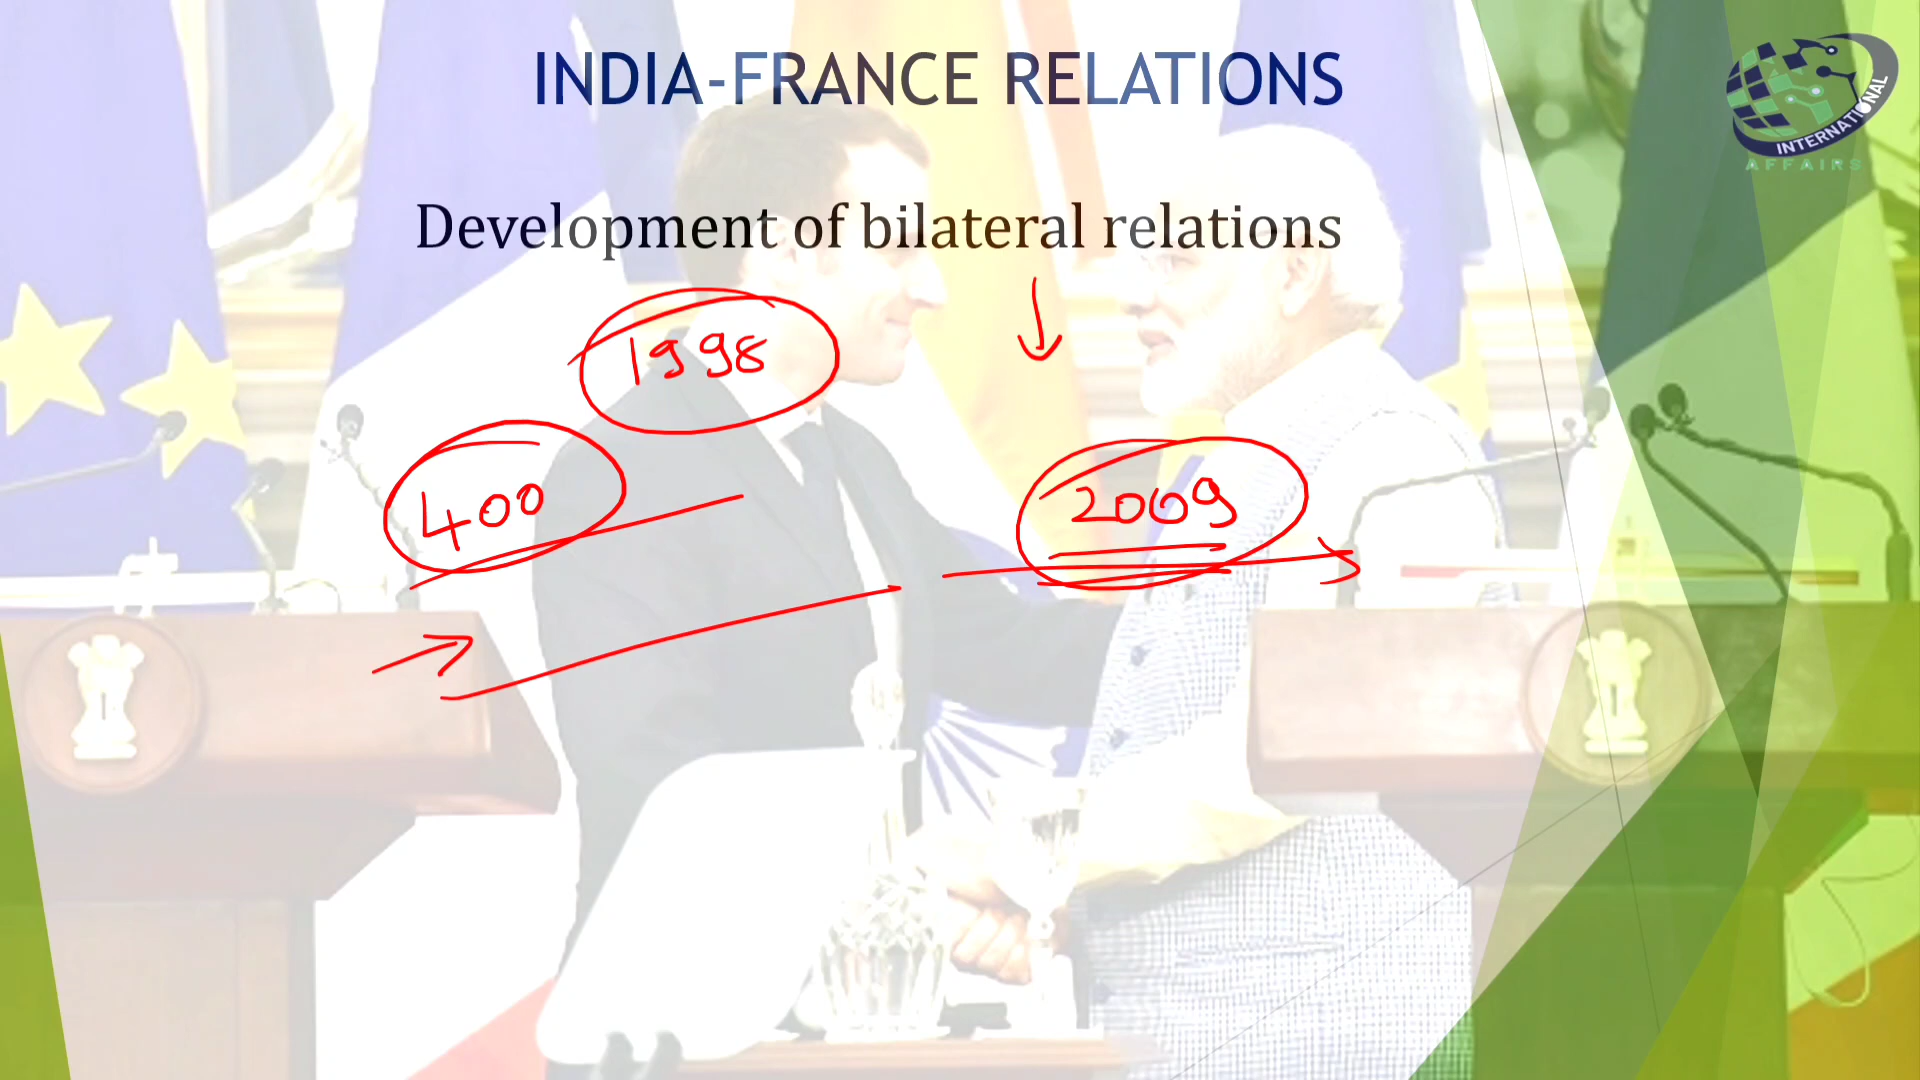 INDIA-FRANCE RELATIONS
INTERNATIONAL
AFFAIRS
Development of bilateral relations
1998
400
2009